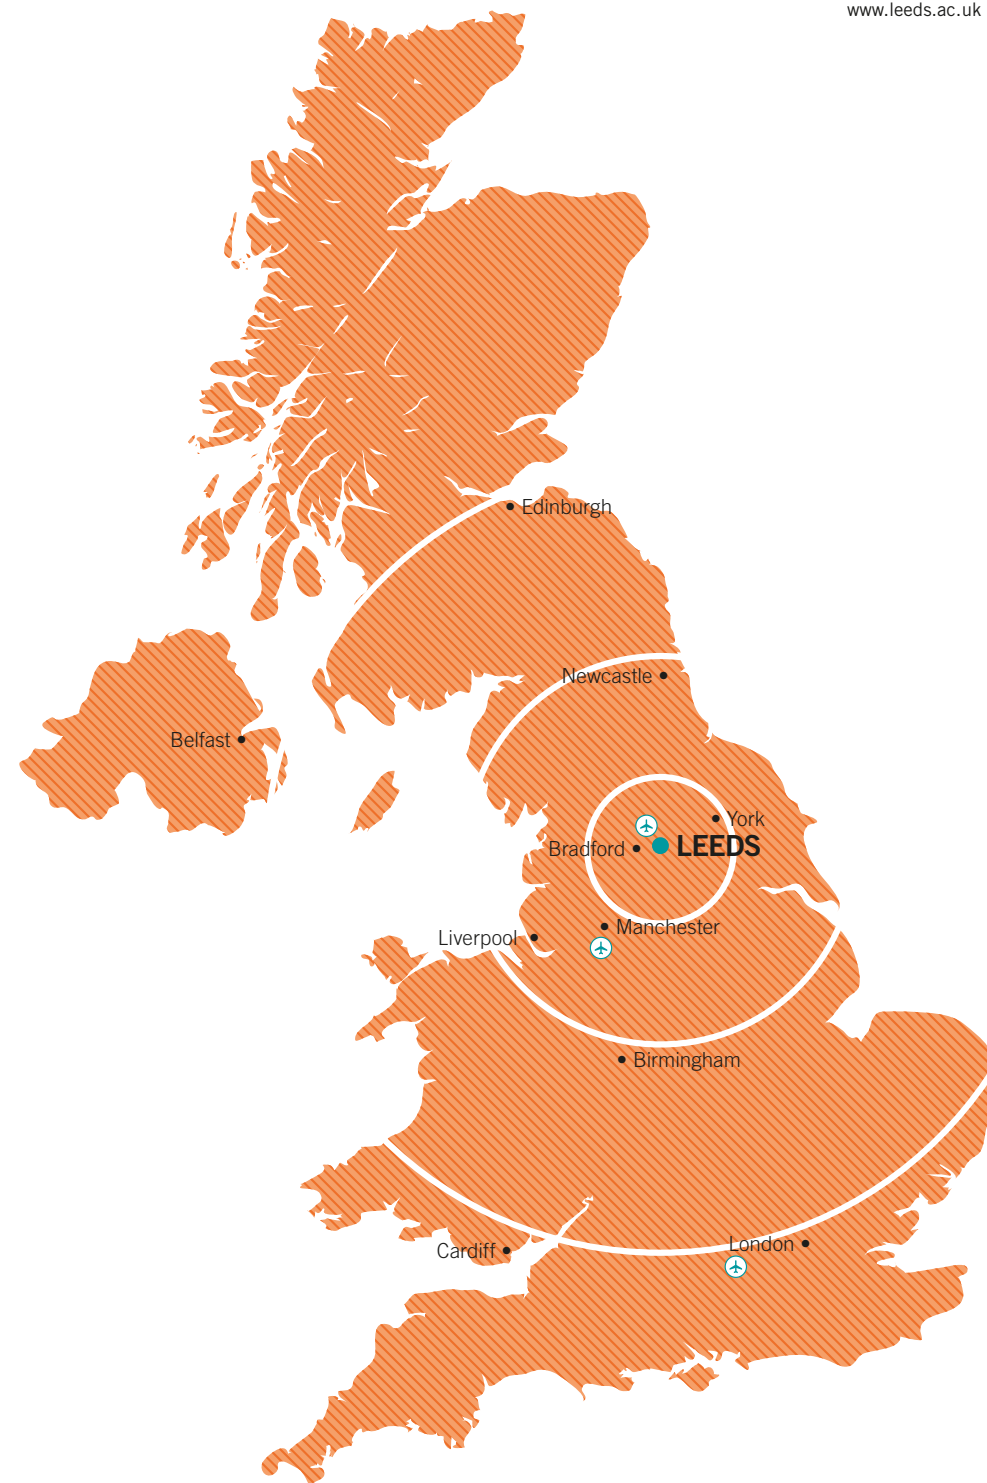 www.leeds.ac.uk
Edinburgh
Newcastle
Belfast
York
LEEDS
Bradford
Manchester
Liverpool
Birmingham
London
Cardiff